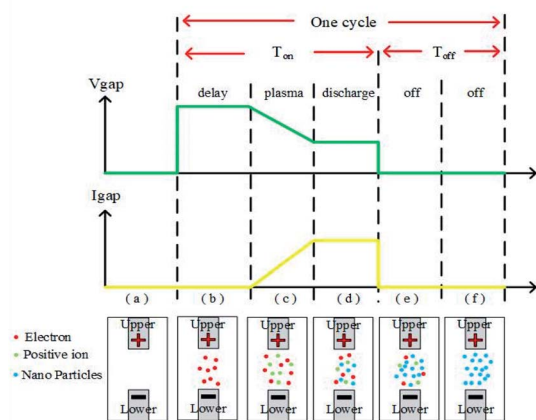 One cycle
Ton Toff
Vgap
delay plasma discharge off off
Igap
( a ) ( b ) ( c ) ( d ) ( e ) ( f )
Upper Upper Upper Upper Upper Upper
+ + + + + +
Electron
Positive ion
Nano Particles
− − − − − −
Lower Lower Lower Lower Lower Lower